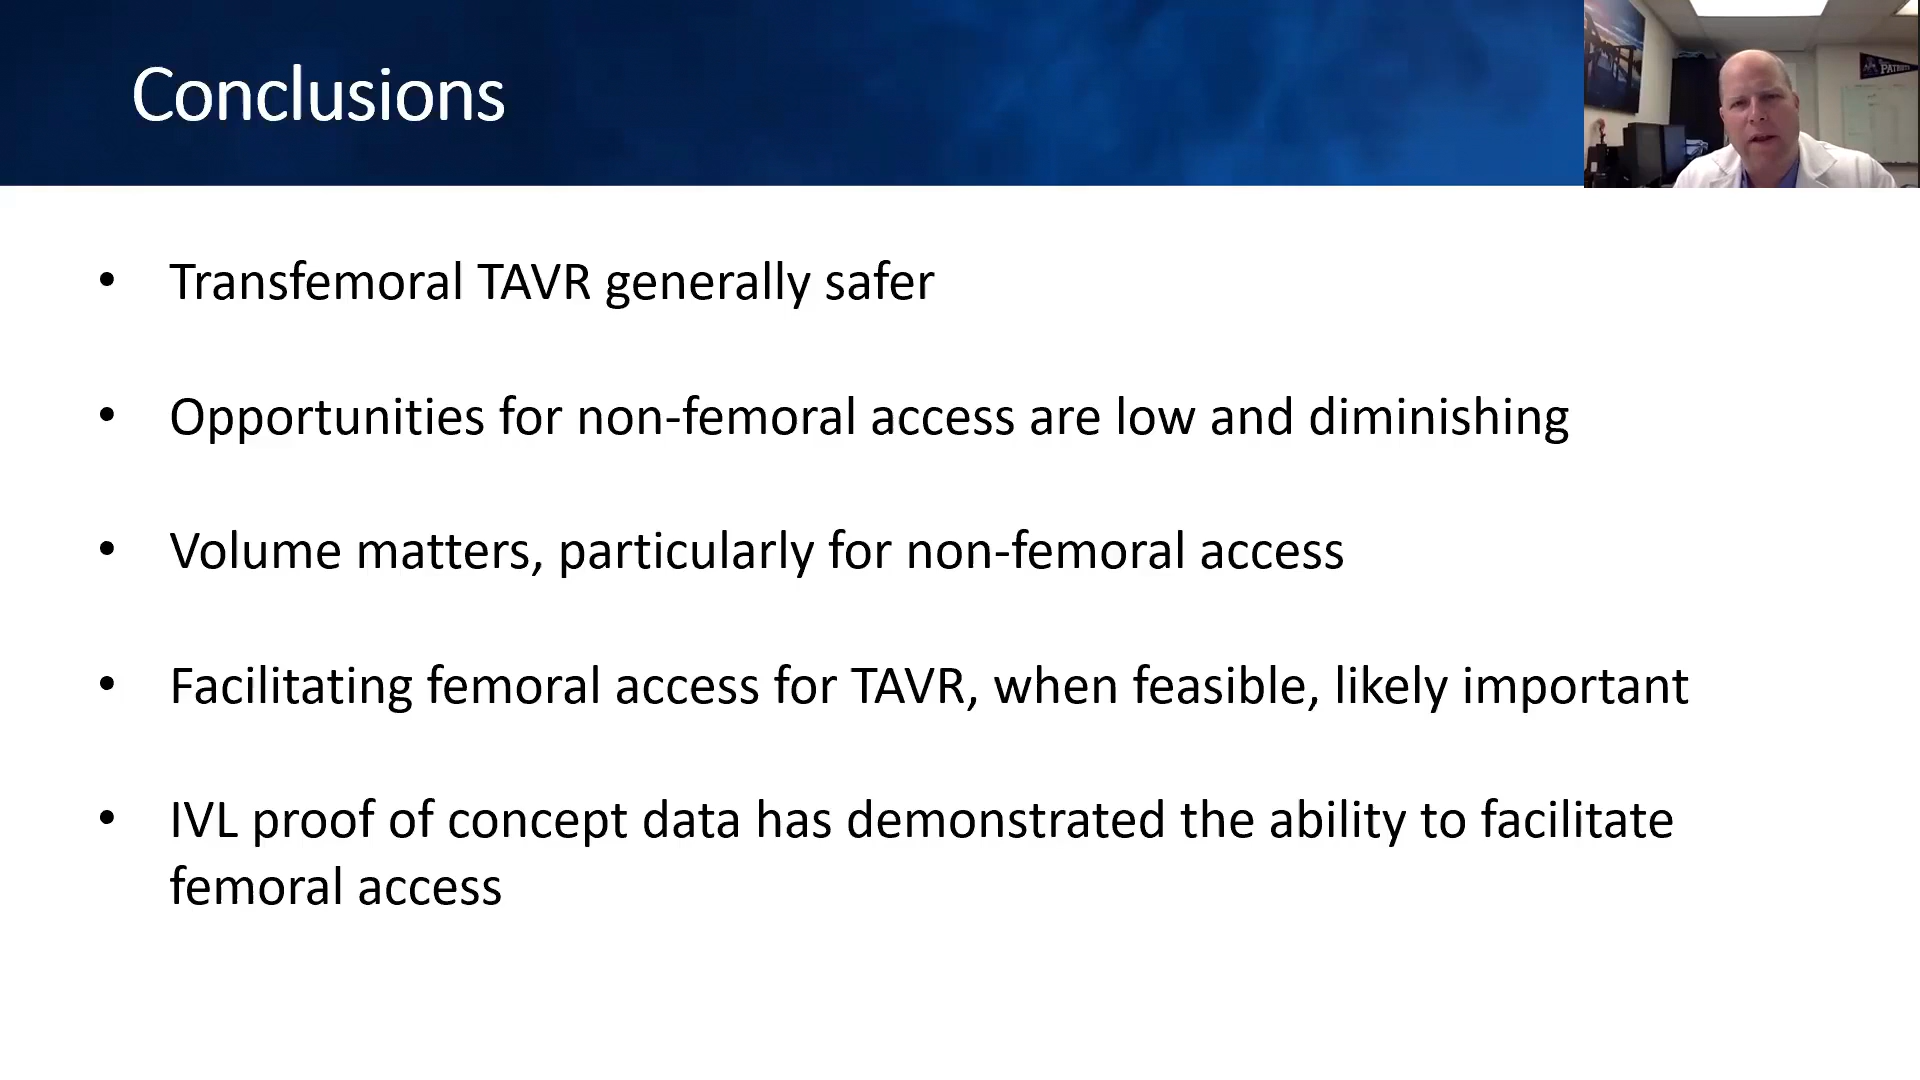 Conclusions
PATRIOTS
• Transfemoral TAVR generally safer
• Opportunities for non-femoral access are low and diminishing
• Volume matters, particularly for non-femoral access
• Facilitating femoral access for TAVR, when feasible, likely important
• IVL proof of concept data has demonstrated the ability to facilitate
femoral access